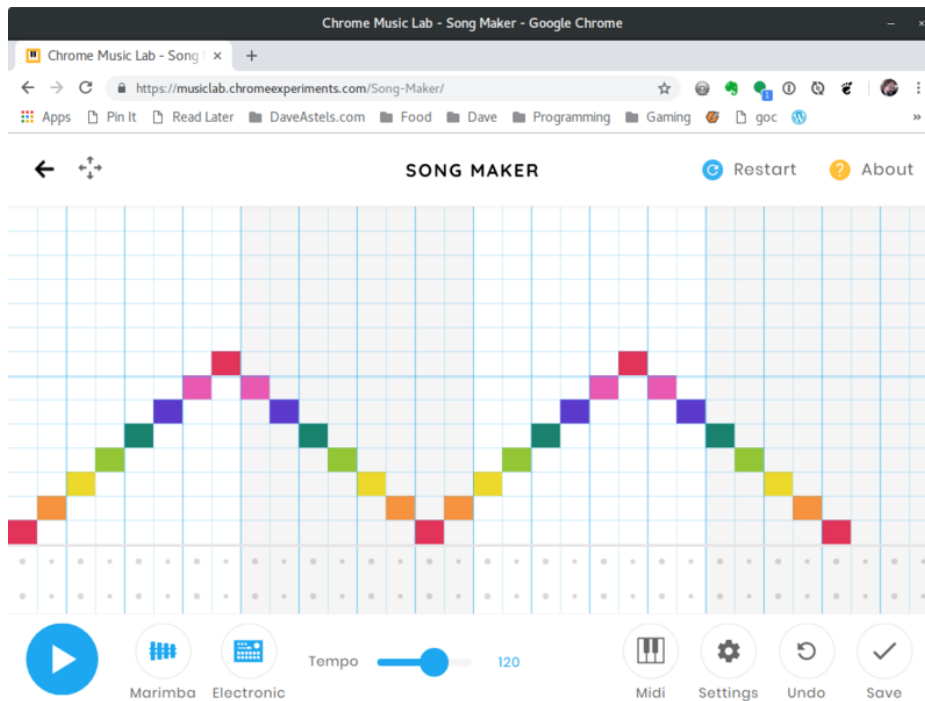 Chrome Music Lab - Song Maker - Google Chrome
Chrome Music Lab - Song
https://musiclab.chromeexperiments.com/Song-Maker/
Apps Pin It Read Later DaveAstels.com Food Dave Programming Gaming goc »
SONG MAKER Restart ? About
Tempo 120
Marimba Electronic Midi Settings Undo Save